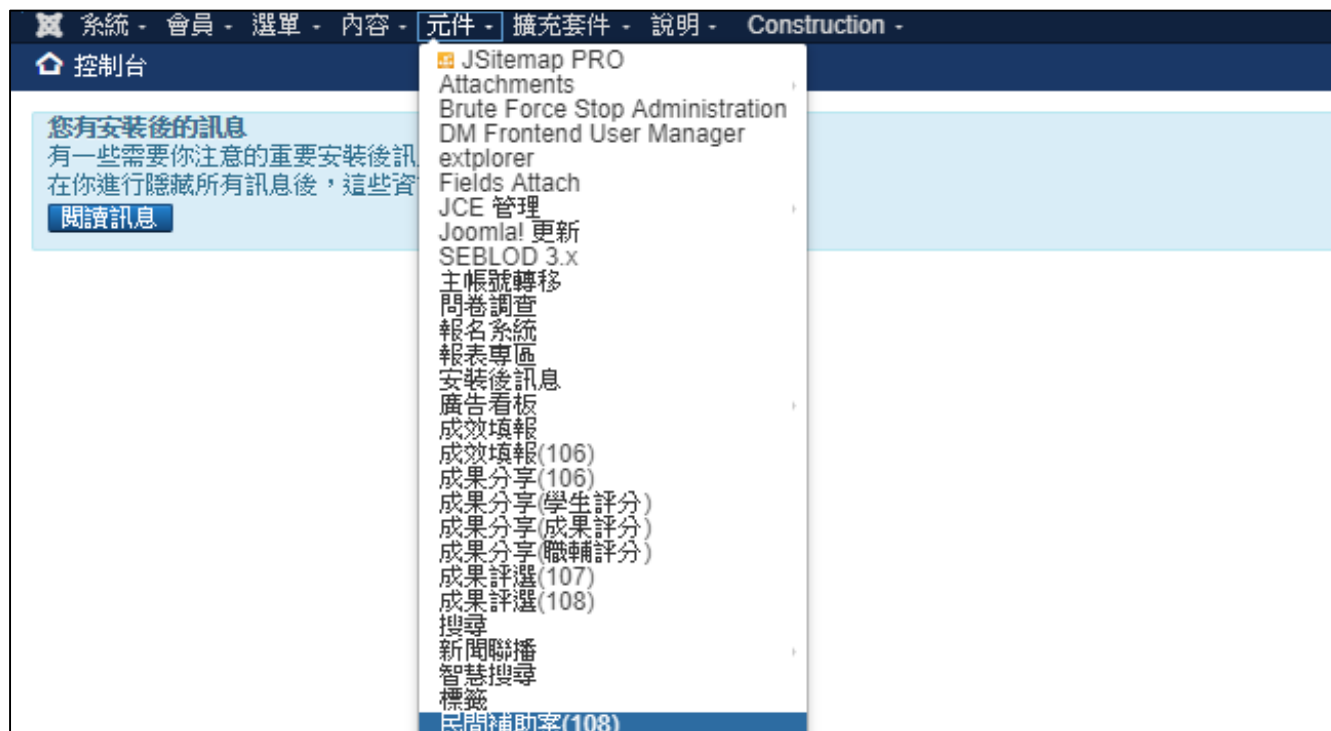 系統 會員 選單 內容 元件 擴充套件 說明 Construction
控制台
您有安裝後的訊息
有一些需要你注意的重要安裝後訊
在你進行隱藏所有訊息後，這些資
閱讀訊息
JSitemap PRO
Attachments
Brute Force Stop Administration
DM Frontend User Manager
extplorer
Fields Attach
JCE 管理
Joomla! 更新
SEBLOD 3.x
主帳號轉移
問卷調查
報名系統
報表專區
安裝後訊息
廣告看板
成效填報
成效填報(106)
成果分享(106)
成果分享(學生評分)
成果分享(成果評分)
成果分享(職輔評分)
成果評選(107)
成果評選(108)
搜尋
新聞聯播
智慧搜尋
標籤
民間補助案(108)